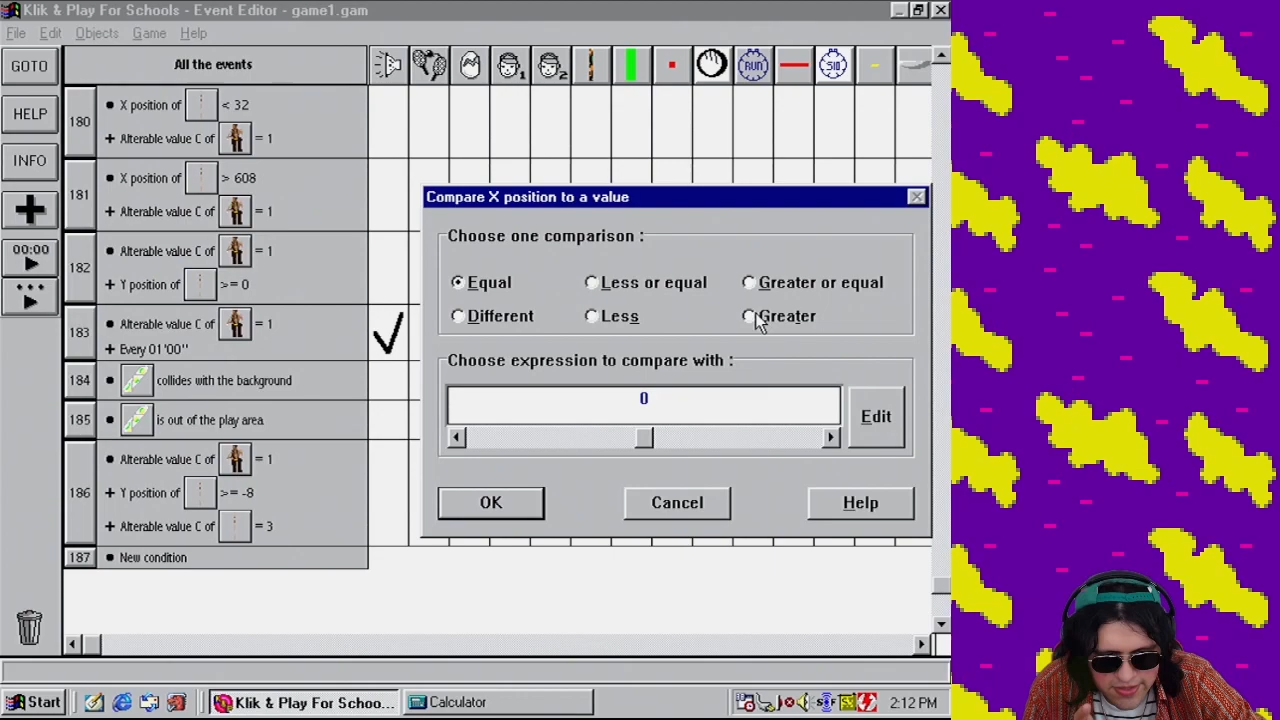 Klik & Play For Schools - Event Editor - game1.gam
File Edit Objects Game Help
GOTO
HELP
INFO
00:00
All the events
1
2
RUN
180
X position of < 32
+ Alterable value C of = 1
181
X position of > 608
+ Alterable value C of = 1
182
Alterable value C of = 1
+ Y position of >= 0
183
Alterable value C of = 1
+ Every 01'00"
184
collides with the background
185
is out of the play area
186
Alterable value C of = 1
+ Y position of >= -8
+ Alterable value C of = 3
187
New condition
Compare X position to a value
Choose one comparison :
Equal Less or equal Greater or equal
Different Less Greater
Choose expression to compare with :
0
Edit
OK Cancel Help
Start Klik & Play For Schoo... Calculator 2:12 PM